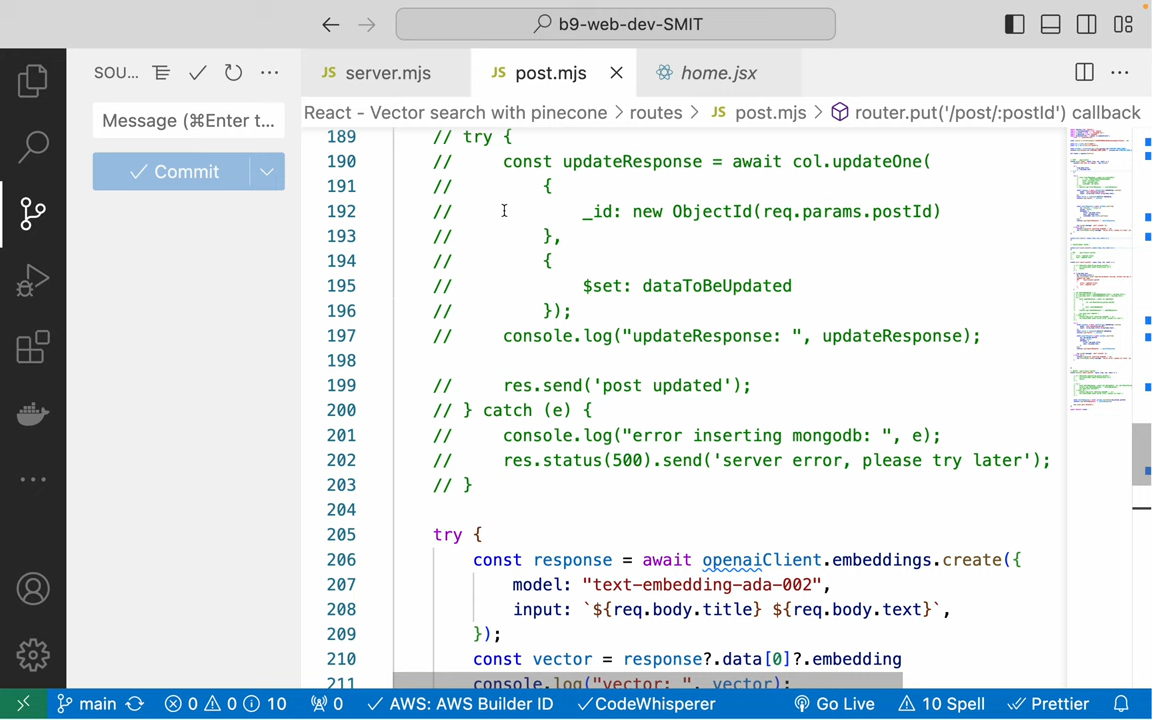 b9-web-dev-SMIT
SOU...
JS server.mjs
JS post.mjs
home.jsx
Message (⌘Enter t...
Commit
React - Vector search with pinecone > routes > JS post.mjs > router.put('/post/:postId') callback
189 // try {
190 // const updateResponse = await col.updateOne(
191 // {
192 // _id: new ObjectId(req.params.postId)
193 // },
194 // {
195 // $set: dataToBeUpdated
196 // });
197 // console.log("updateResponse: ", updateResponse);
198
199 // res.send('post updated');
200 // } catch (e) {
201 // console.log("error inserting mongodb: ", e);
202 // res.status(500).send('server error, please try later');
203 // }
204
205 try {
206 const response = await openaiClient.embeddings.create({
207 model: "text-embedding-ada-002",
208 input: `${req.body.title} ${req.body.text}`,
209 });
210 const vector = response?.data[0]?.embedding
211 console.log("vector: ", vector);
main 0 0 10 0 AWS: AWS Builder ID CodeWhisperer Go Live 10 Spell Prettier